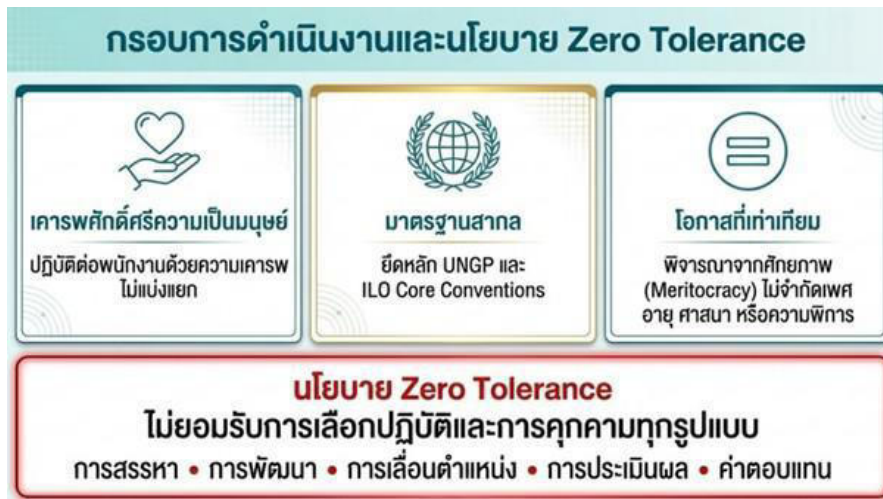 กรอบการดำเนินงานและนโยบาย Zero Tolerance
เคารพศักดิ์ศรีความเป็นมนุษย์
ปฏิบัติต่อพนักงานด้วยความเคารพ
ไม่แบ่งแยก
มาตรฐานสากล
ยึดหลัก UNGP และ
ILO Core Conventions
โอกาสที่เท่าเทียม
พิจารณาจากศักยภาพ
(Meritocracy) ไม่จำกัดเพศ
อายุ ศาสนา หรือความพิการ
นโยบาย Zero Tolerance
ไม่ยอมรับการเลือกปฏิบัติและการคุกคามทุกรูปแบบ
การสรรหา • การพัฒนา • การเลื่อนตำแหน่ง • การประเมินผล • ค่าตอบแทน